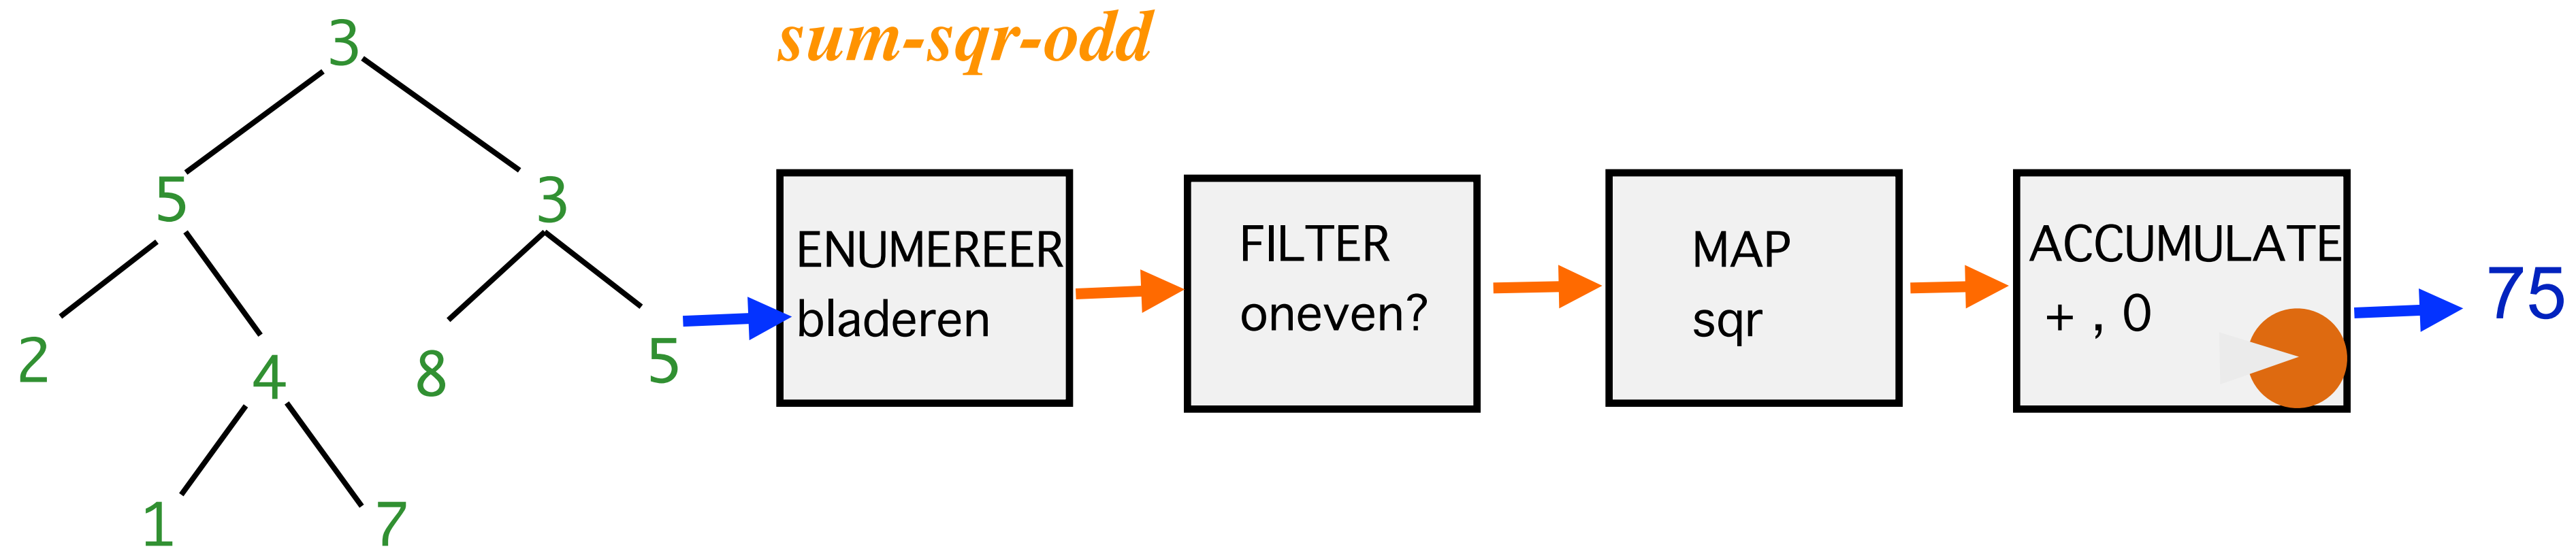 sum-sqr-odd
3
5 3
2 4 8 5
1 7
ENUMEREER
bladeren
FILTER
oneven?
MAP
sqr
ACCUMULATE
+ , 0
75